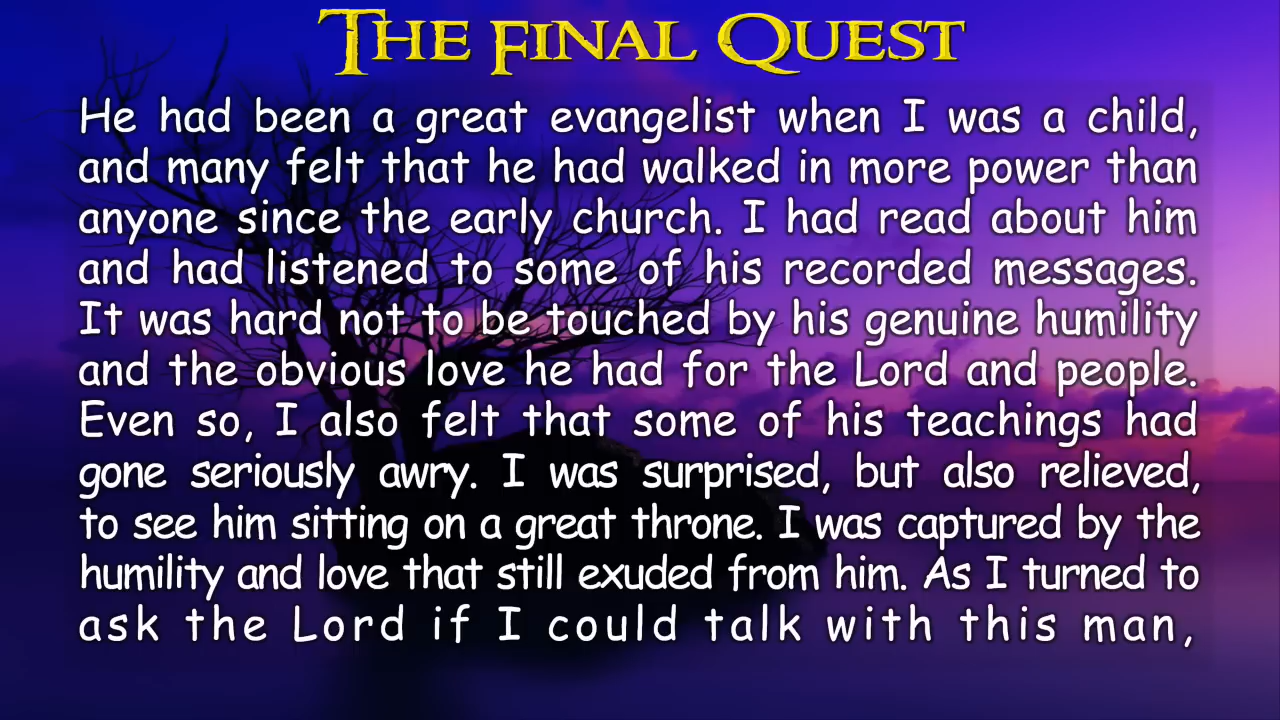 The Final Quest
He had been a great evangelist when I was a child,
and many felt that he had walked in more power than
anyone since the early church. I had read about him
and had listened to some of his recorded messages.
It was hard not to be touched by his genuine humility
and the obvious love he had for the Lord and people.
Even so, I also felt that some of his teachings had
gone seriously awry. I was surprised, but also relieved,
to see him sitting on a great throne. I was captured by the
humility and love that still exuded from him. As I turned to
ask the Lord if I could talk with this man,